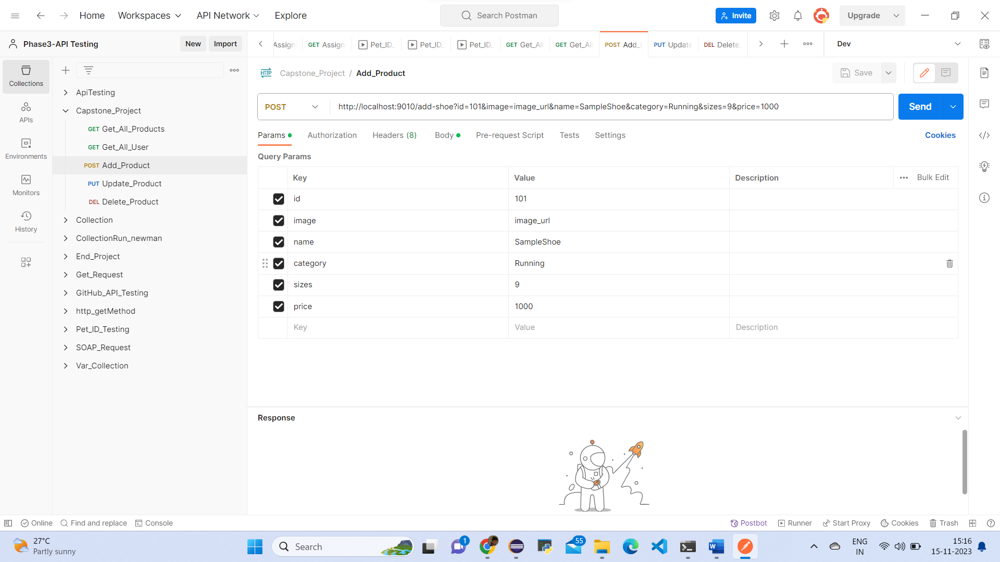 Home Workspaces API Network Explore Search Postman Invite Upgrade
Phase3-API Testing New Import Assign GET Assign Pet_ID_ Pet_ID_ Pet_ID_ GET Get_Al GET Get_Al POST Add_ PUT Update DEL Delete_ Dev
Collections
APIs
Environments
Monitors
History
ApiTesting
Capstone_Project
GET Get_All_Products
GET Get_All_User
POST Add_Product
PUT Update_Product
DEL Delete_Product
Collection
CollectionRun_newman
End_Project
Get_Request
GitHub_API_Testing
http_getMethod
Pet_ID_Testing
SOAP_Request
Var_Collection
HTTP Capstone_Project / Add_Product Save
POST http://localhost:9010/add-shoe?id=101&image=image_url&name=SampleShoe&category=Running&sizes=9&price=1000 Send
Params Authorization Headers (8) Body Pre-request Script Tests Settings Cookies
Query Params
Key Value Description Bulk Edit
id 101
image image_url
name SampleShoe
category Running
sizes 9
price 1000
Key Value Description
Response
Online Find and replace Console Postbot Runner Start Proxy Cookies Trash
27°C
Partly sunny
Search
1
55
ENG
IN
15:16
15-11-2023